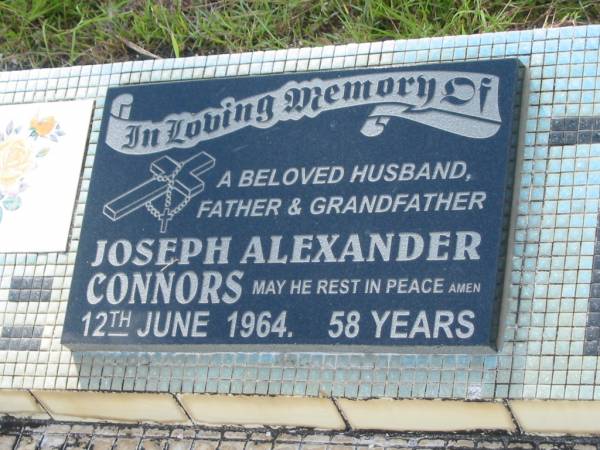 In Loving Memory Of
A BELOVED HUSBAND,
FATHER & GRANDFATHER
JOSEPH ALEXANDER
CONNORS MAY HE REST IN PEACE AMEN
12TH JUNE 1964. 58 YEARS